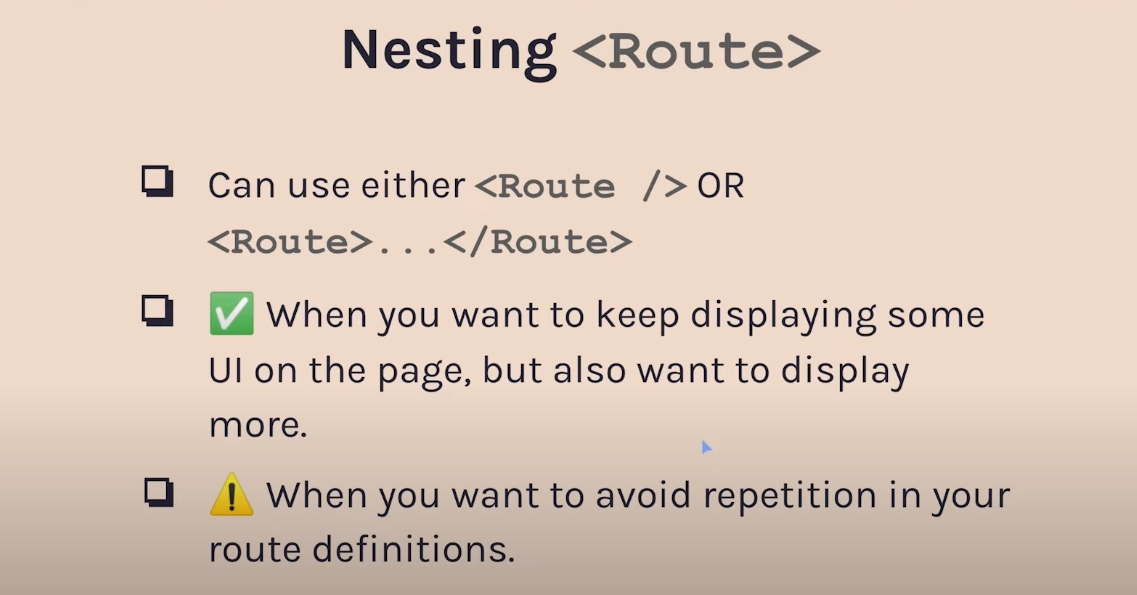 Nesting <Route>
Can use either <Route /> OR
<Route>...</Route>
✅ When you want to keep displaying some
UI on the page, but also want to display
more.
⚠️ When you want to avoid repetition in your
route definitions.